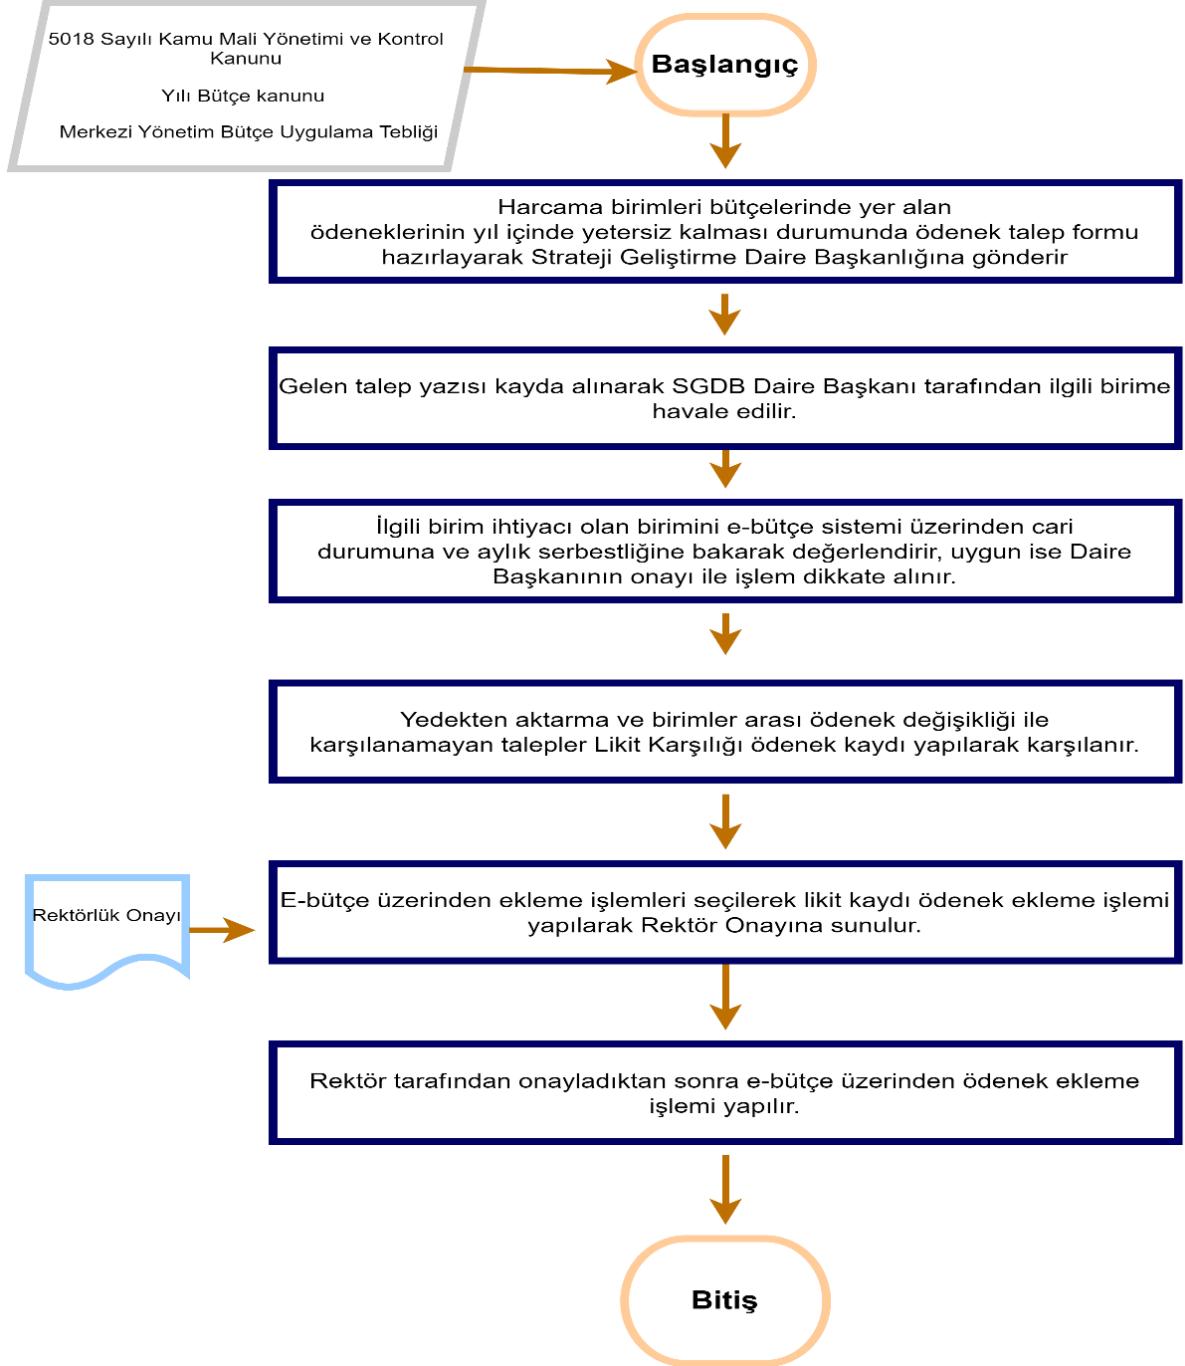 5018 Sayılı Kamu Mali Yönetimi ve Kontrol
Kanunu
Yılı Bütçe kanunu
Merkezi Yönetim Bütçe Uygulama Tebliği
Başlangıç
Harcama birimleri bütçelerinde yer alan
ödeneklerinin yıl içinde yetersiz kalması durumunda ödenek talep formu
hazırlayarak Strateji Geliştirme Daire Başkanlığına gönderir
Gelen talep yazısı kayda alınarak SGDB Daire Başkanı tarafından ilgili birime
havale edilir.
İlgili birim ihtiyacı olan birimini e-bütçe sistemi üzerinden cari
durumuna ve aylık serbestliğine bakarak değerlendirir, uygun ise Daire
Başkanının onayı ile işlem dikkate alınır.
Yedekten aktarma ve birimler arası ödenek değişikliği ile
karşılanamayan talepler Likit Karşılığı ödenek kaydı yapılarak karşılanır.
Rektörlük Onayı
E-bütçe üzerinden ekleme işlemleri seçilerek likit kaydı ödenek ekleme işlemi
yapılarak Rektör Onayına sunulur.
Rektör tarafından onayladıktan sonra e-bütçe üzerinden ödenek ekleme
işlemi yapılır.
Bitiş